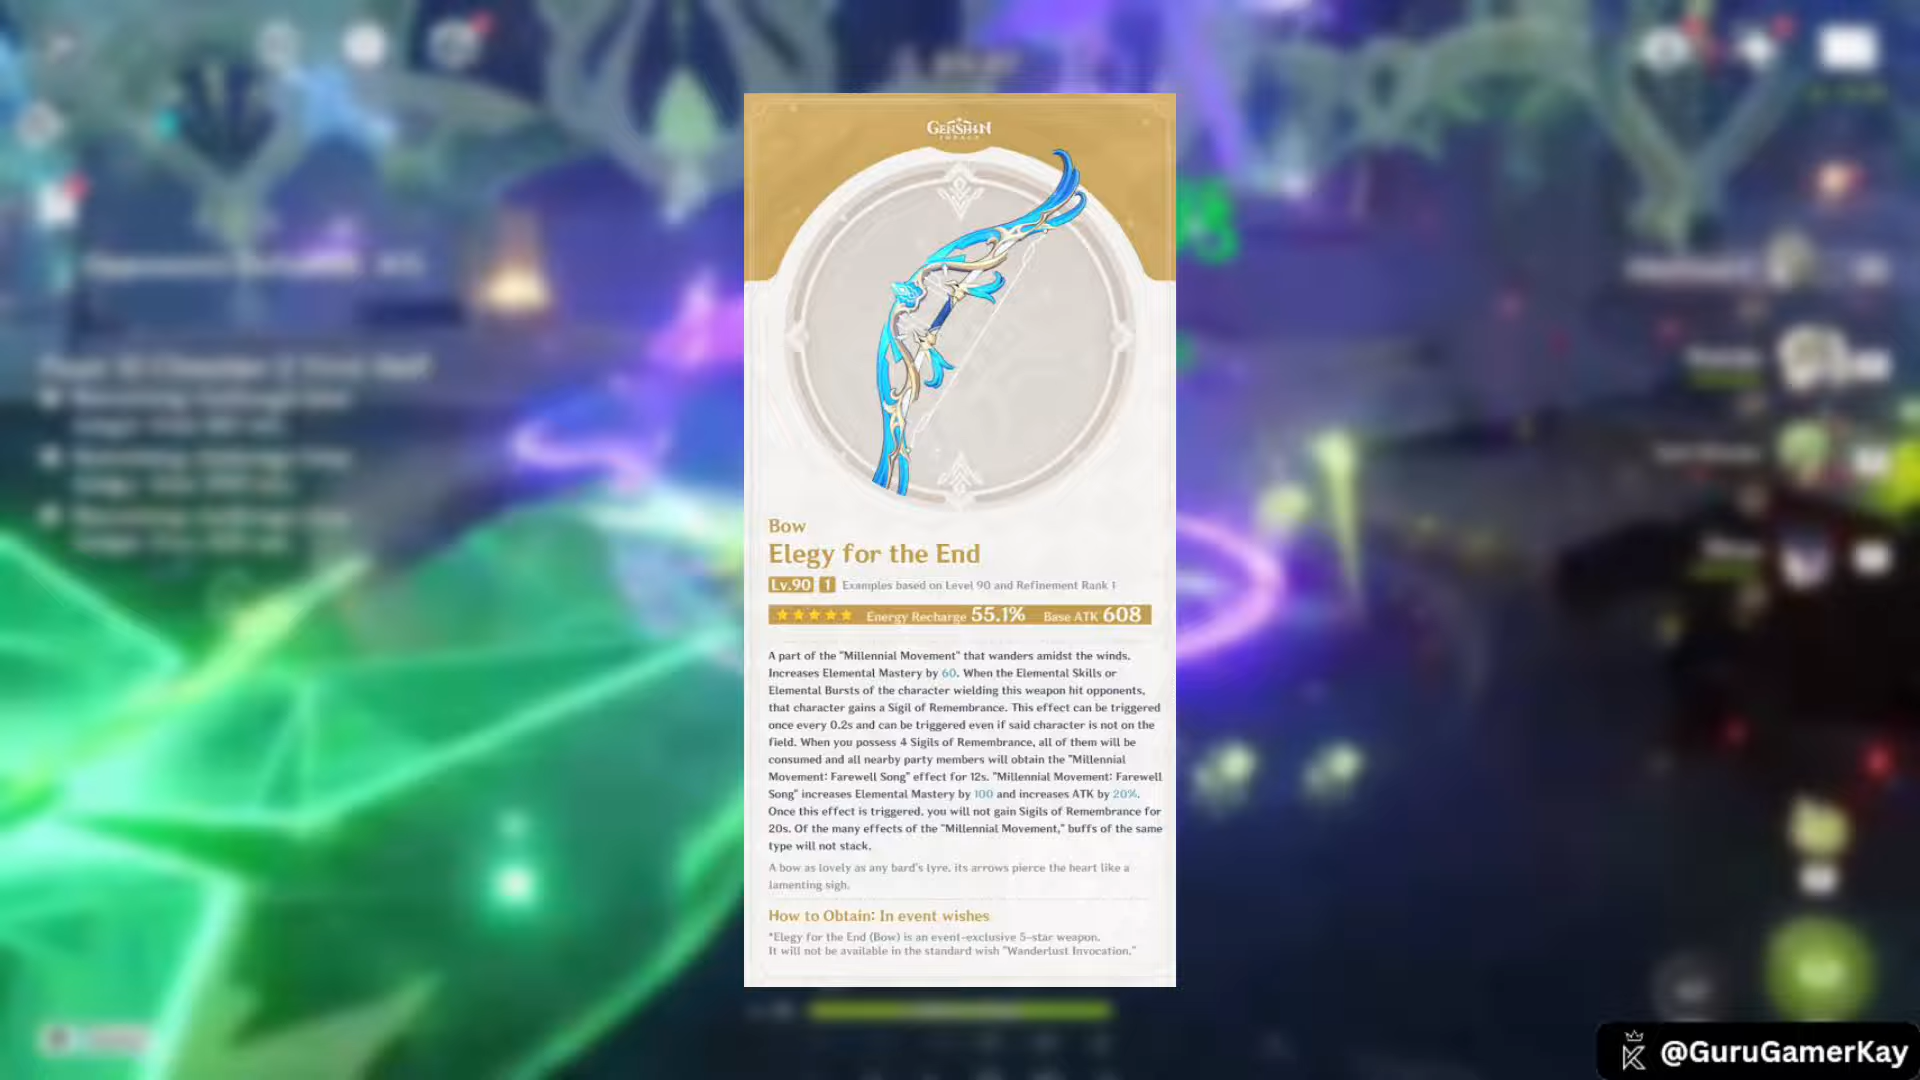 GENSHIN
IMPACT
Bow
Elegy for the End
Lv.90 1 Examples based on Level 90 and Refinement Rank 1
Energy Recharge 55.1% Base ATK 608
A part of the "Millennial Movement" that wanders amidst the winds.
Increases Elemental Mastery by 60. When the Elemental Skills or
Elemental Bursts of the character wielding this weapon hit opponents,
that character gains a Sigil of Remembrance. This effect can be triggered
once every 0.2s and can be triggered even if said character is not on the
field. When you possess 4 Sigils of Remembrance, all of them will be
consumed and all nearby party members will obtain the "Millennial
Movement: Farewell Song" effect for 12s. "Millennial Movement: Farewell
Song" increases Elemental Mastery by 100 and increases ATK by 20%.
Once this effect is triggered, you will not gain Sigils of Remembrance for
20s. Of the many effects of the "Millennial Movement," buffs of the same
type will not stack.
A bow as lovely as any bard's lyre, its arrows pierce the heart like a
lamenting sigh.
How to Obtain: In event wishes
*Elegy for the End (Bow) is an event-exclusive 5-star weapon.
It will not be available in the standard wish "Wanderlust Invocation."
@GuruGamerKay